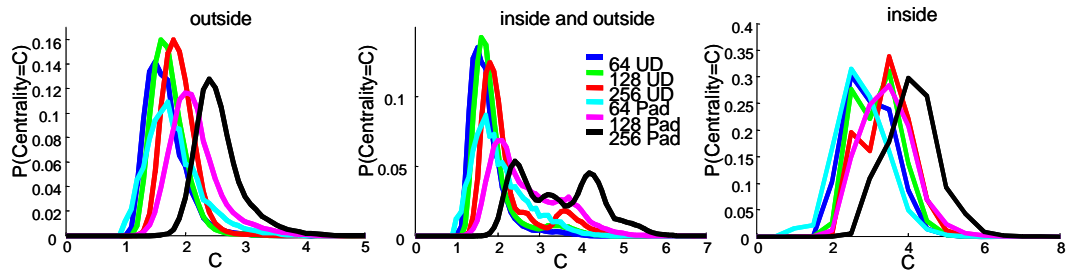 outside
P(Centrality=C)
0.16
0.14
0.12
0.1
0.08
0.06
0.04
0.02
0
0 1 2 3 4 5
C
inside and outside
P(Centrality=C)
0.1
0.05
0
0 1 2 3 4 5 6 7
C
64 UD
128 UD
256 UD
64 Pad
128 Pad
256 Pad
inside
P(Centrality=C)
0.4
0.35
0.3
0.25
0.2
0.15
0.1
0.05
0
0 2 4 6 8
C